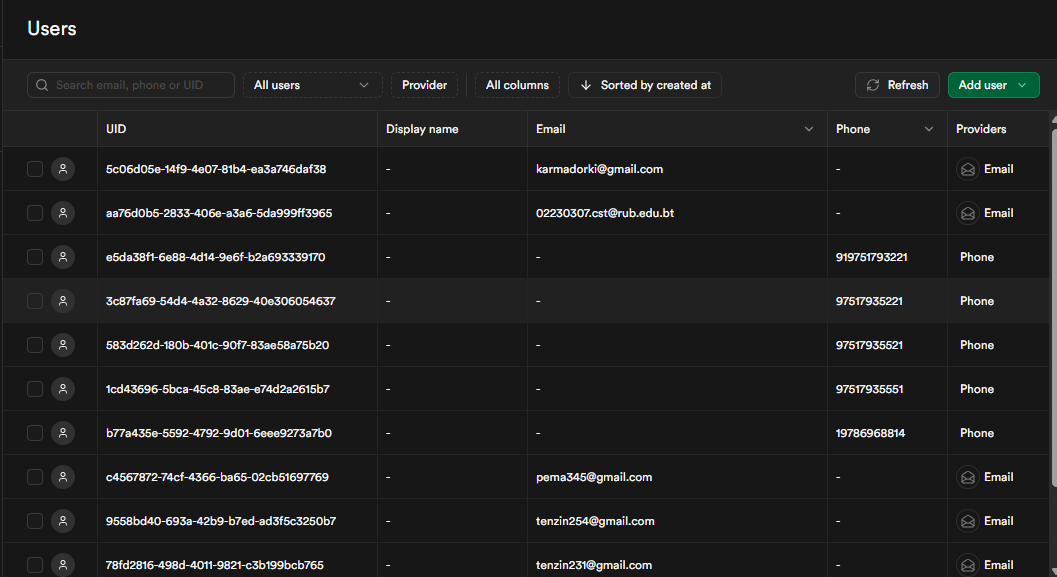 Users
Search email, phone or UID All users Provider All columns Sorted by created at Refresh Add user
UID Display name Email Phone Providers
5c06d05e-14f9-4e07-81b4-ea3a746daf38 - karmadorki@gmail.com - Email
aa76d0b5-2833-406e-a3a6-5da999ff3965 - 02230307.cst@rub.edu.bt - Email
e5da38f1-6e88-4d14-9e6f-b2a693339170 - - 919751793221 Phone
3c87fa69-54d4-4a32-8629-40e306054637 - - 97517935221 Phone
583d262d-180b-401c-90f7-83ae58a75b20 - - 97517935521 Phone
1cd43696-5bca-45c8-83ae-e74d2a2615b7 - - 97517935551 Phone
b77a435e-5592-4792-9d01-6eee9273a7b0 - - 19786968814 Phone
c4567872-74cf-4366-ba65-02cb51697769 - pema345@gmail.com - Email
9558bd40-693a-42b9-b7ed-ad3f5c3250b7 - tenzin254@gmail.com - Email
78fd2816-498d-4011-9821-c3b199bcb765 - tenzin231@gmail.com - Email